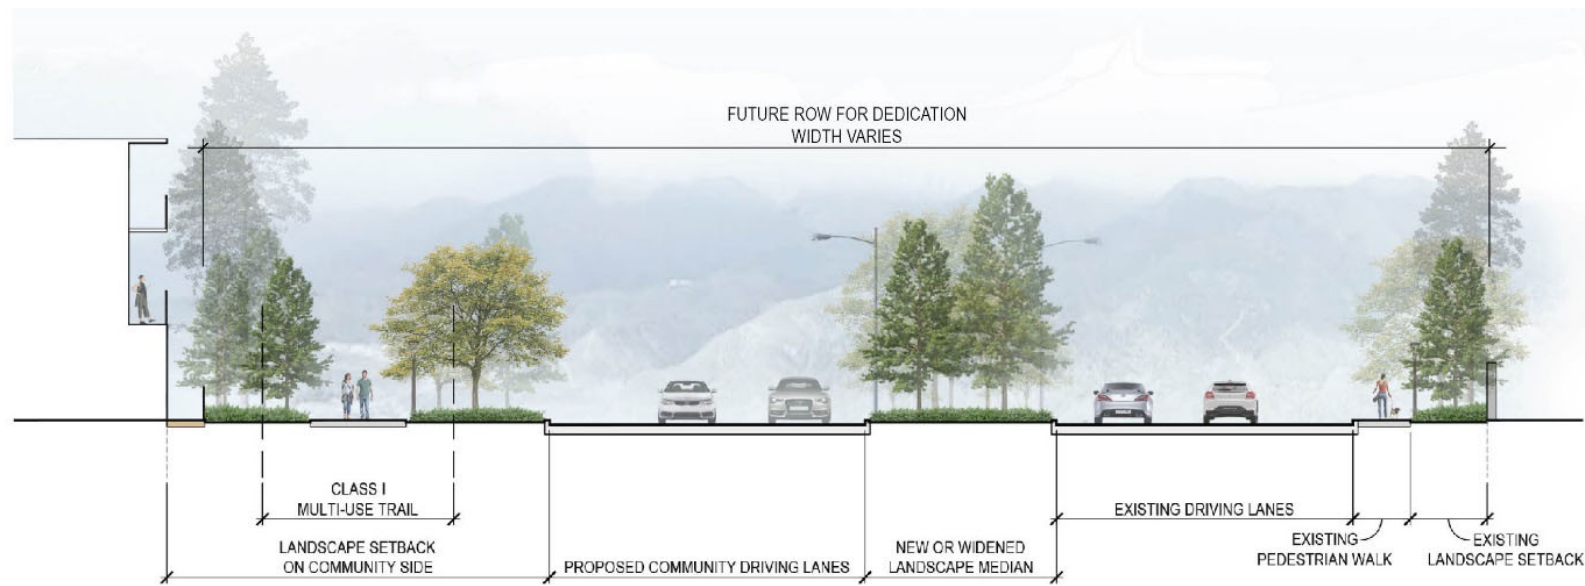 FUTURE ROW FOR DEDICATION
WIDTH VARIES
CLASS I
MULTI-USE TRAIL
LANDSCAPE SETBACK
ON COMMUNITY SIDE
PROPOSED COMMUNITY DRIVING LANES
NEW OR WIDENED
LANDSCAPE MEDIAN
EXISTING DRIVING LANES
EXISTING
PEDESTRIAN WALK
EXISTING
LANDSCAPE SETBACK